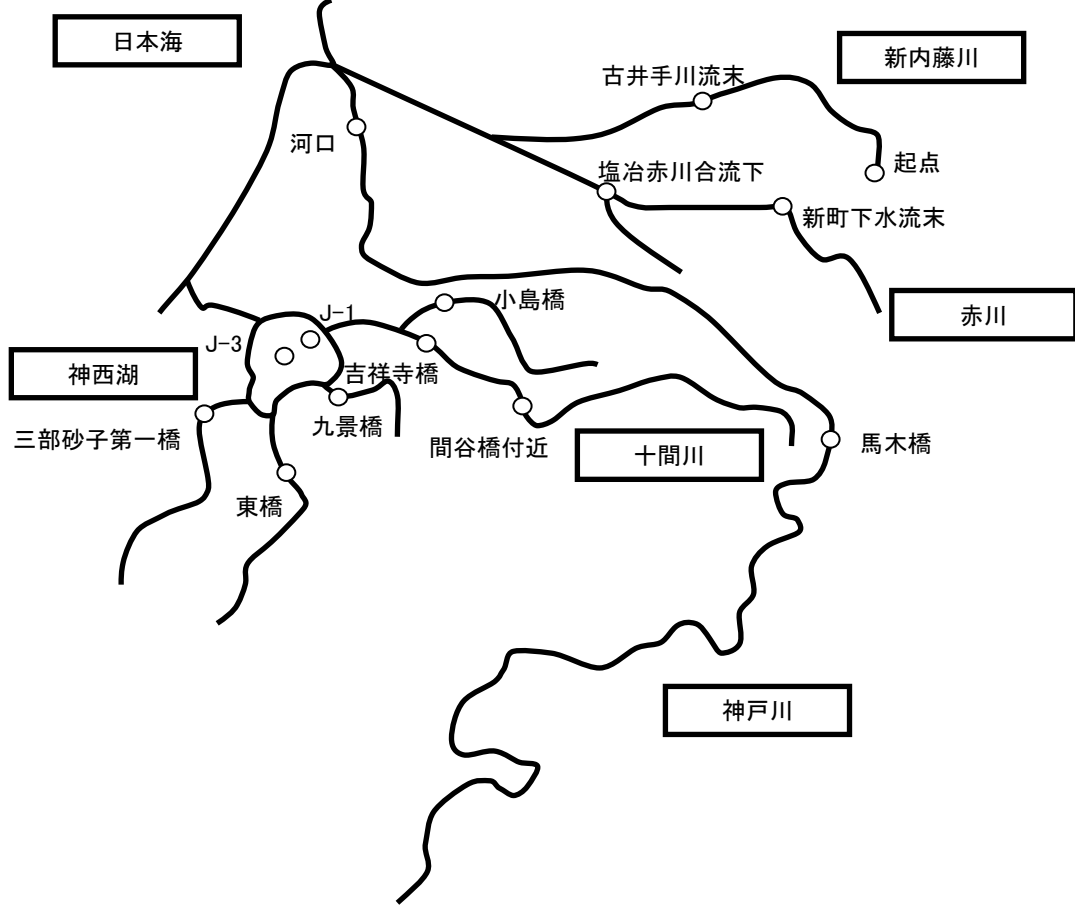 日本海
新内藤川
古井手川流末
河口
起点
塩冶赤川合流下
新町下水流末
小島橋
赤川
J-1
J-3
神西湖
吉祥寺橋
三部砂子第一橋
九景橋
間谷橋付近
十間川
馬木橋
東橋
神戸川